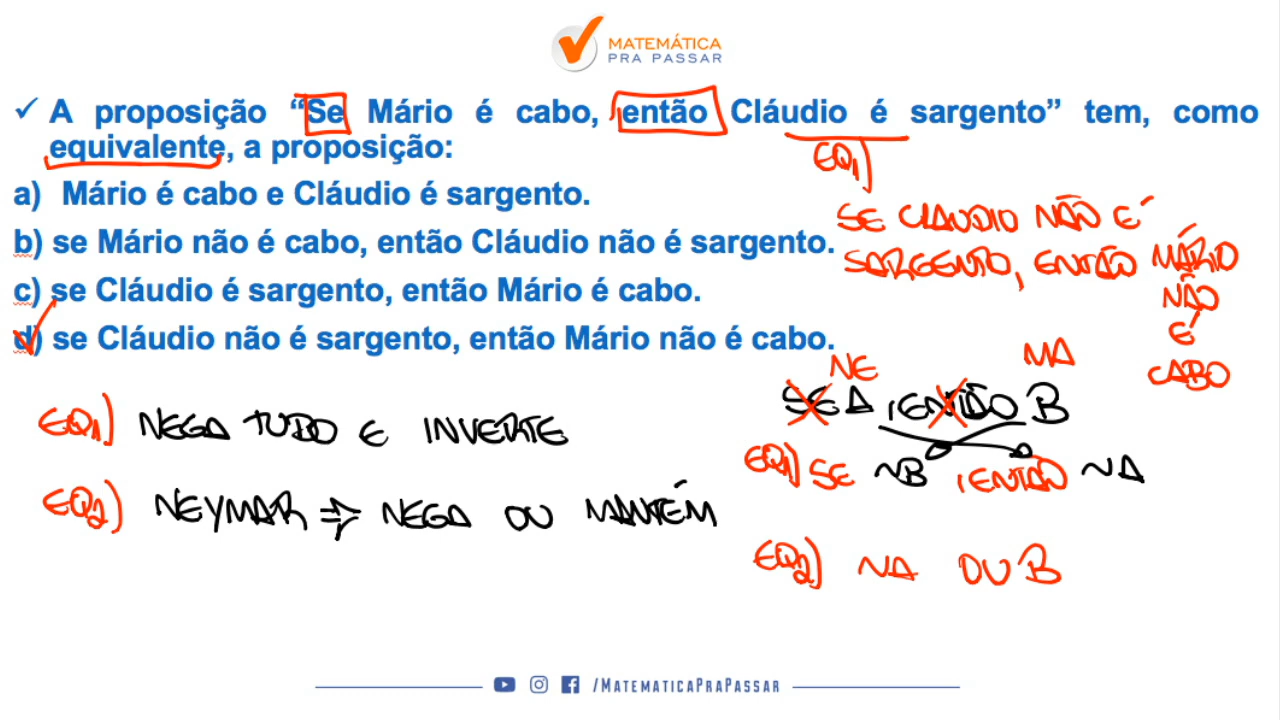 MATEMÁTICA
PRA PASSAR
✓ A proposição “Se Mário é cabo, então Cláudio é sargento” tem, como
equivalente, a proposição:
a) Mário é cabo e Cláudio é sargento.
b) se Mário não é cabo, então Cláudio não é sargento.
c) se Cláudio é sargento, então Mário é cabo.
d) se Cláudio não é sargento, então Mário não é cabo.
EQ1)
SE CLAUDIO NÃO É
SARGENTO, ENTÃO MÁRIO
NÃO
É
CABO
EQ1) NEGA TUDO E INVERTE
EQ2) NEYMAR ⇒ NEGA OU MANTÉM
NE MA
SE A, ENTÃO B
EQ1) SE ~B, ENTÃO ~A
EQ2) ~A OU B
/MATEMATICAPRAPASSAR